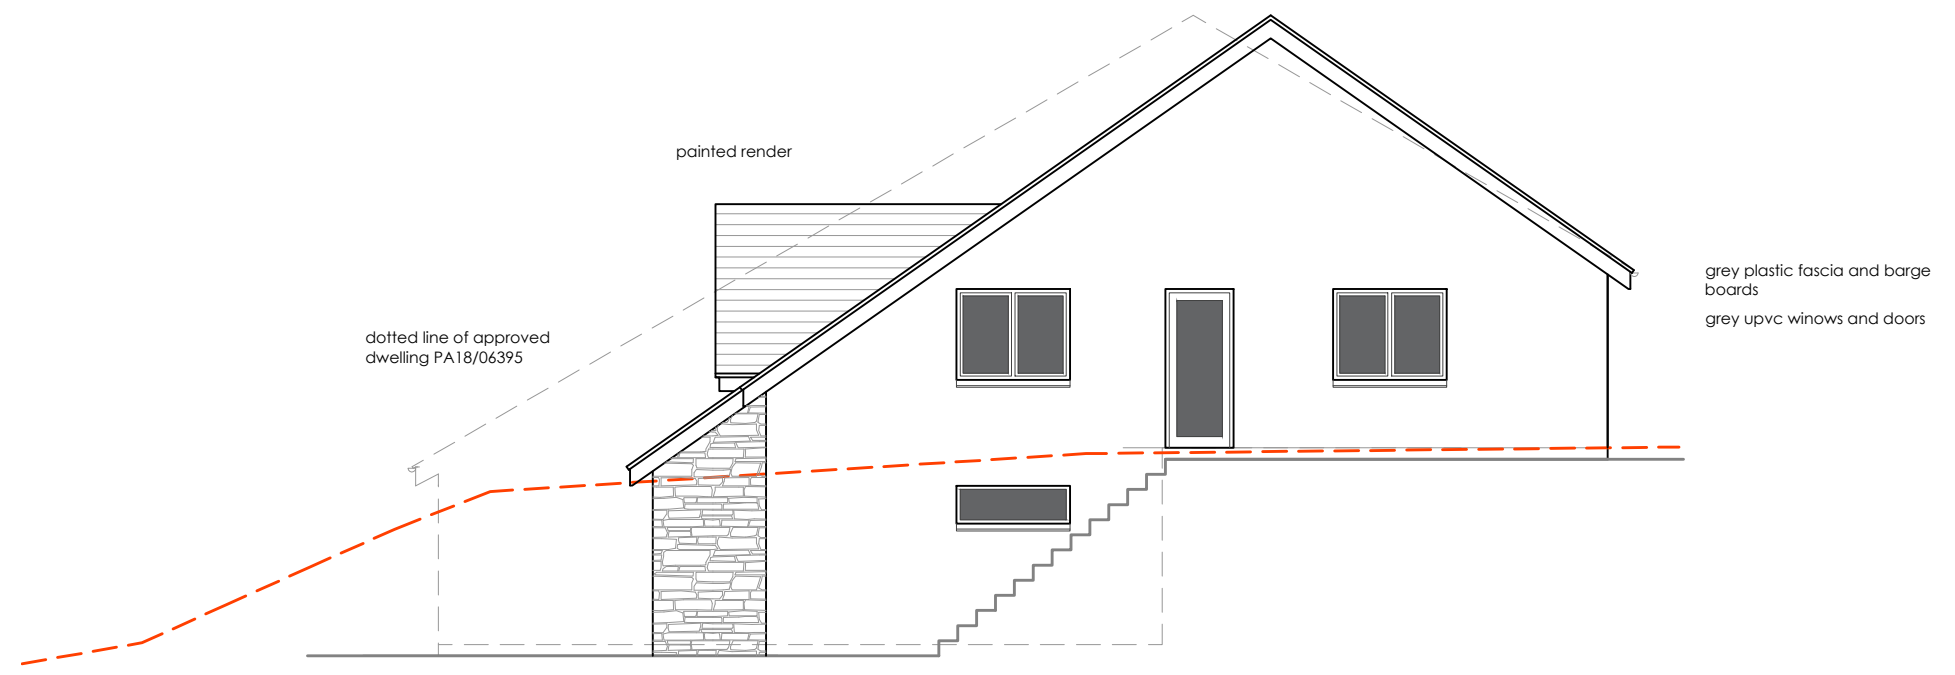 painted render
dotted line of approved
dwelling PA18/06395
grey plastic fascia and barge
boards
grey upvc winows and doors